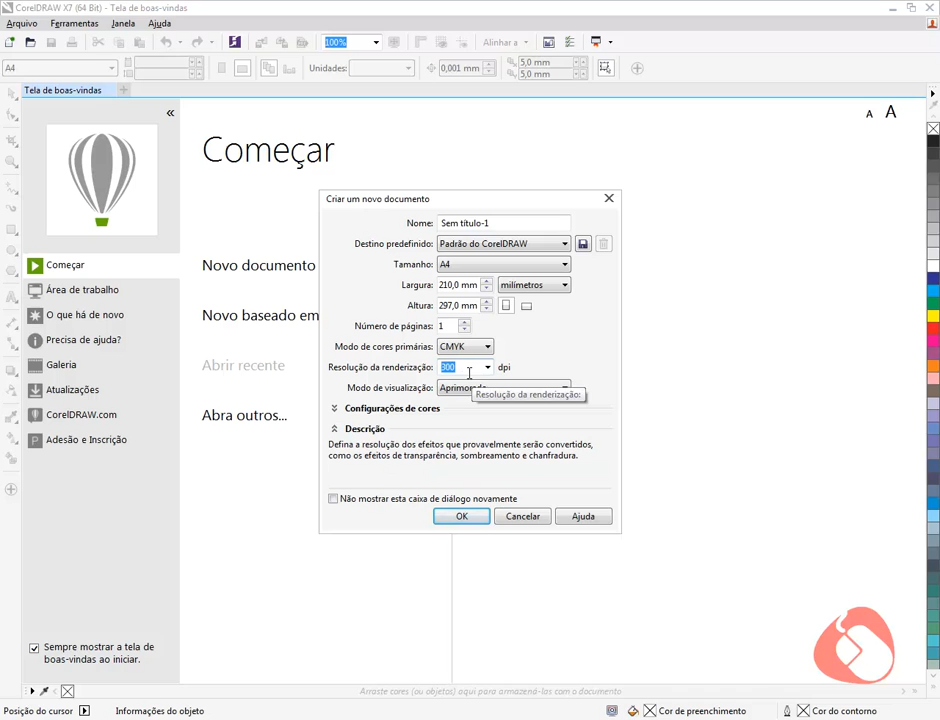 CorelDRAW X7 (64 Bit) - Tela de boas-vindas
Arquivo Ferramentas Janela Ajuda
100% Alinhar a
A4 Unidades: 0,001 mm 5,0 mm
5,0 mm
Tela de boas-vindas
«
A A
Começar
Começar
Área de trabalho
O que há de novo
Precisa de ajuda?
Galeria
Atualizações
CorelDRAW.com
Adesão e Inscrição
Novo documento
Novo baseado em
Abrir recente
Abra outros...
Criar um novo documento
Nome: Sem título-1
Destino predefinido: Padrão do CorelDRAW
Tamanho: A4
Largura: 210,0 mm milímetros
Altura: 297,0 mm
Número de páginas: 1
Modo de cores primárias: CMYK
Resolução da renderização: 300 dpi
Modo de visualização: Aprimorado
Resolução da renderização:
Configurações de cores
Descrição
Defina a resolução dos efeitos que provavelmente serão convertidos,
como os efeitos de transparência, sombreamento e chanfradura.
Não mostrar esta caixa de diálogo novamente
OK Cancelar Ajuda
Sempre mostrar a tela de
boas-vindas ao iniciar.
Arraste cores (ou objetos) aqui para armazená-las com o documento
Posição do cursor Informações do objeto Cor de preenchimento Cor do contorno